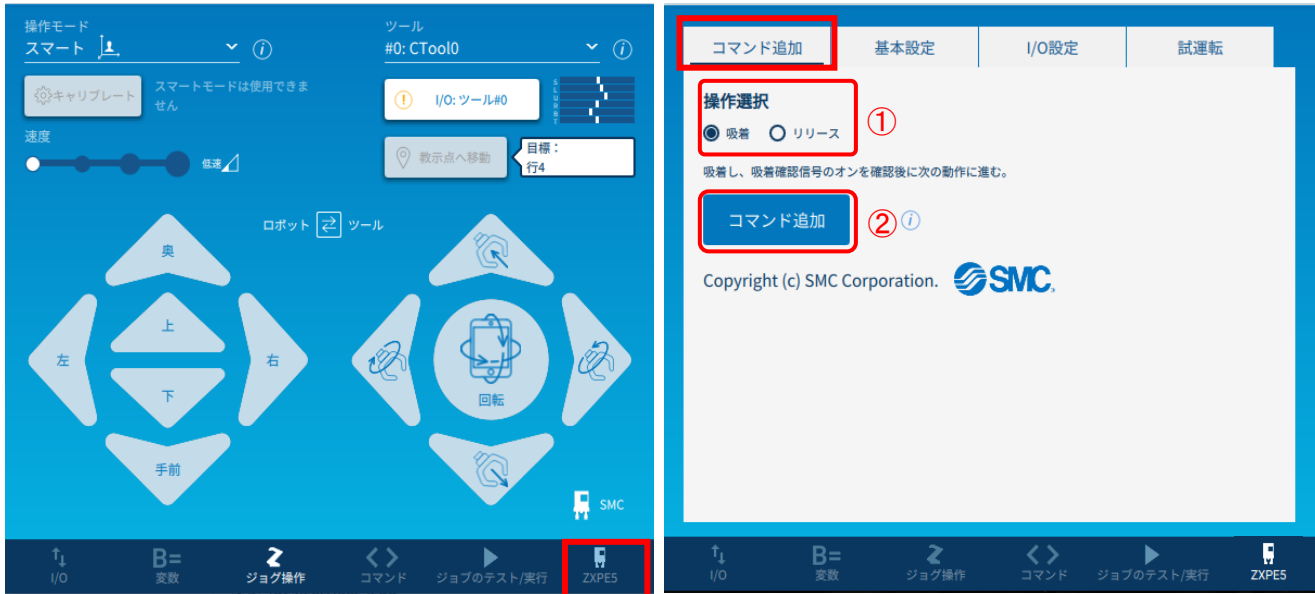 操作モード
スマート
ツール
#0: CTool0
キャリブレート
スマートモードは使用できま
せん
I/O: ツール#0
S
L
U
R
B
T
速度
低速
教示点へ移動
目標：
行4
ロボット
ツール
奥
上
左
右
下
手前
回転
SMC
I/O
B=
変数
ジョグ操作
コマンド
ジョブのテスト/実行
ZXPE5
コマンド追加
基本設定
I/O設定
試運転
操作選択
吸着
リリース
①
吸着し、吸着確認信号のオンを確認後に次の動作に進む。
コマンド追加
②
Copyright (c) SMC Corporation.
SMC
I/O
B=
変数
ジョグ操作
コマンド
ジョブのテスト/実行
ZXPE5